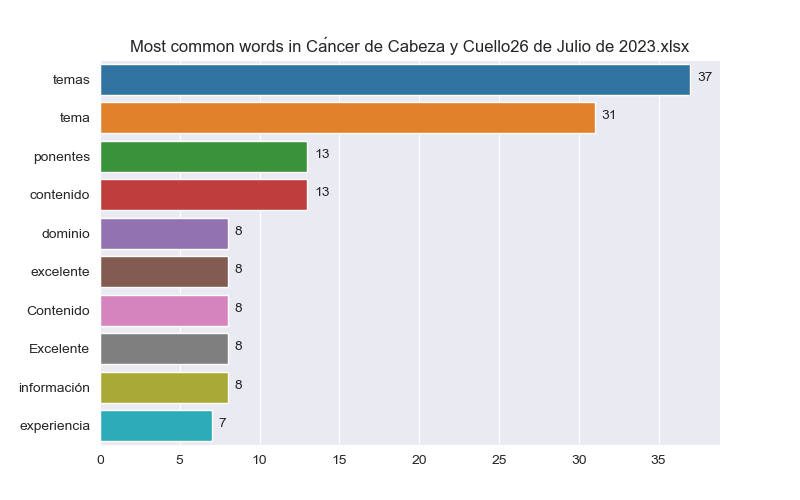 Most common words in Cáncer de Cabeza y Cuello26 de Julio de 2023.xlsx
temas 37
tema 31
ponentes 13
contenido 13
dominio 8
excelente 8
Contenido 8
Excelente 8
información 8
experiencia 7
0 5 10 15 20 25 30 35